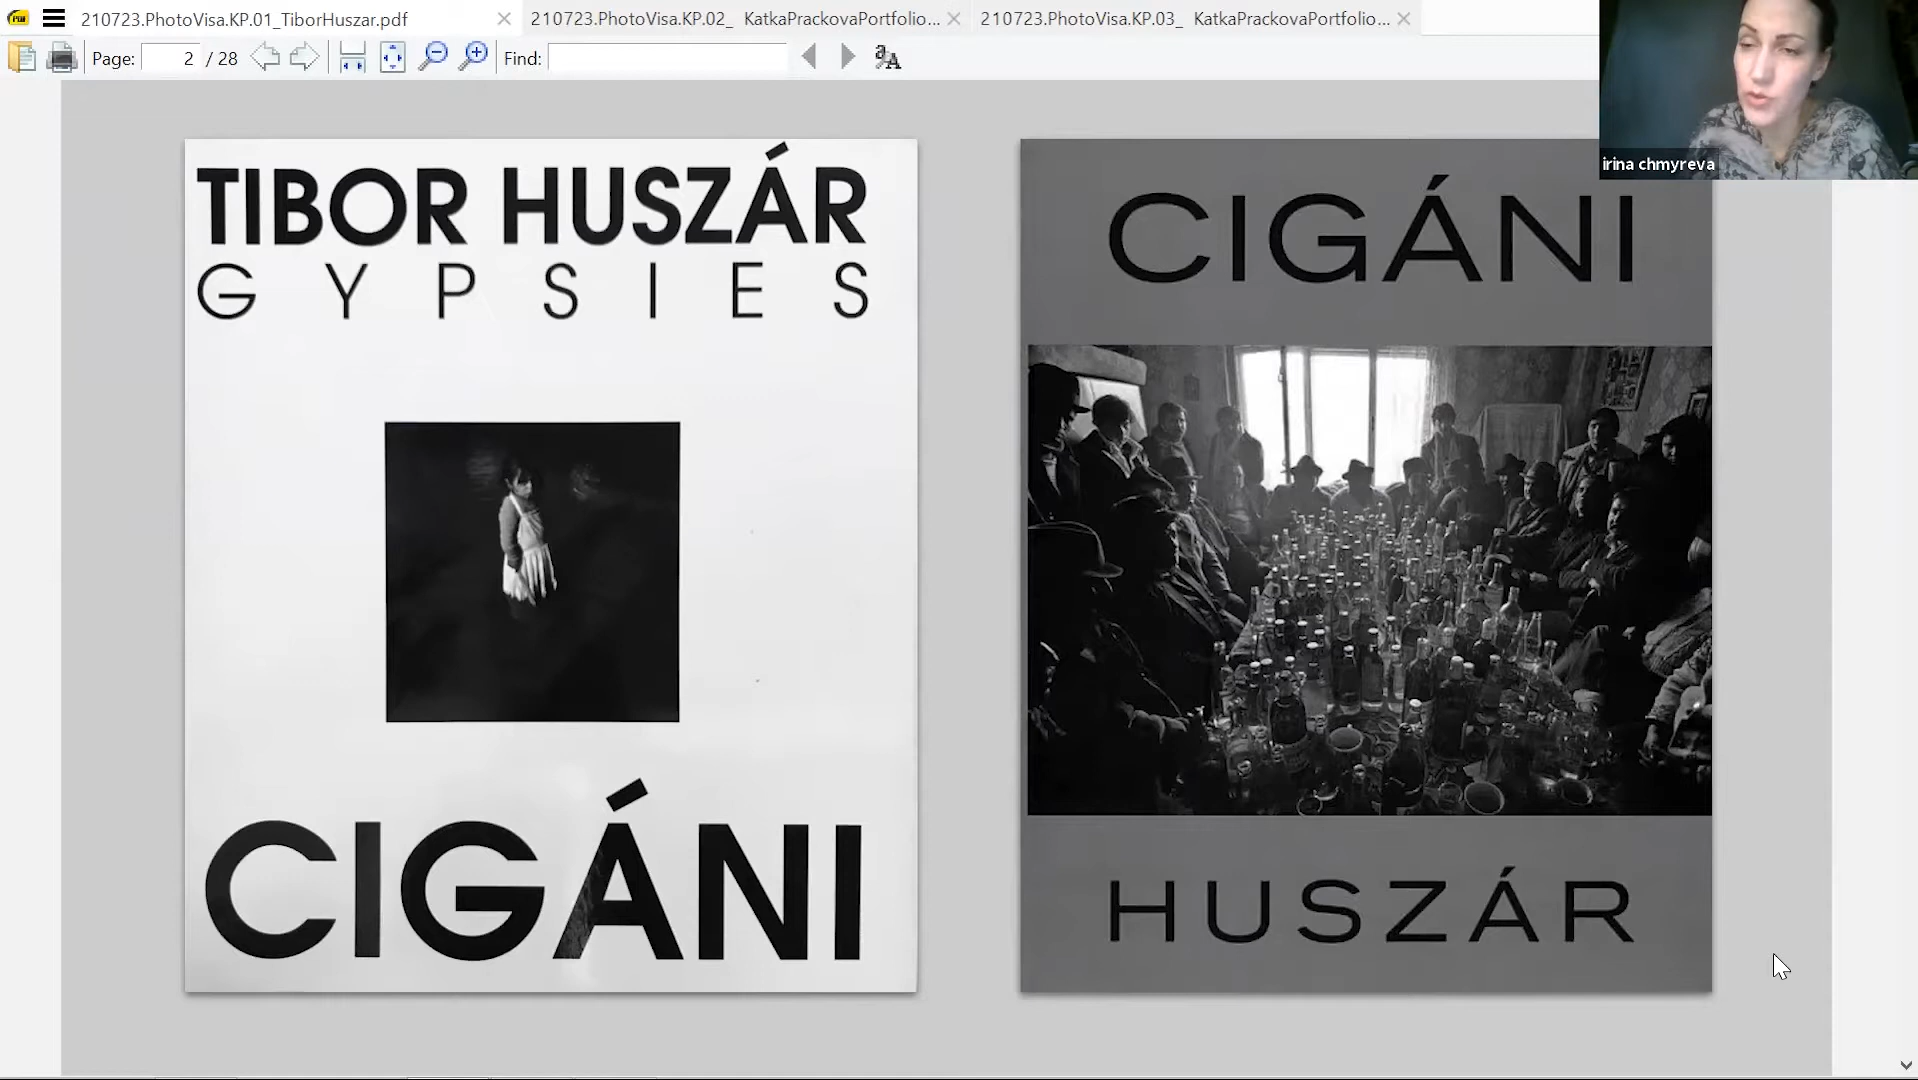 210723.PhotoVisa.KP.01_TiborHuszar.pdf
210723.PhotoVisa.KP.02_ KatkaPrackovaPortfolio...
210723.PhotoVisa.KP.03_ KatkaPrackovaPortfolio...
Page: 2 / 28
Find:
irina chmyreva
TIBOR HUSZÁR
GYPSIES
CIGÁNI
CIGÁNI
HUSZÁR